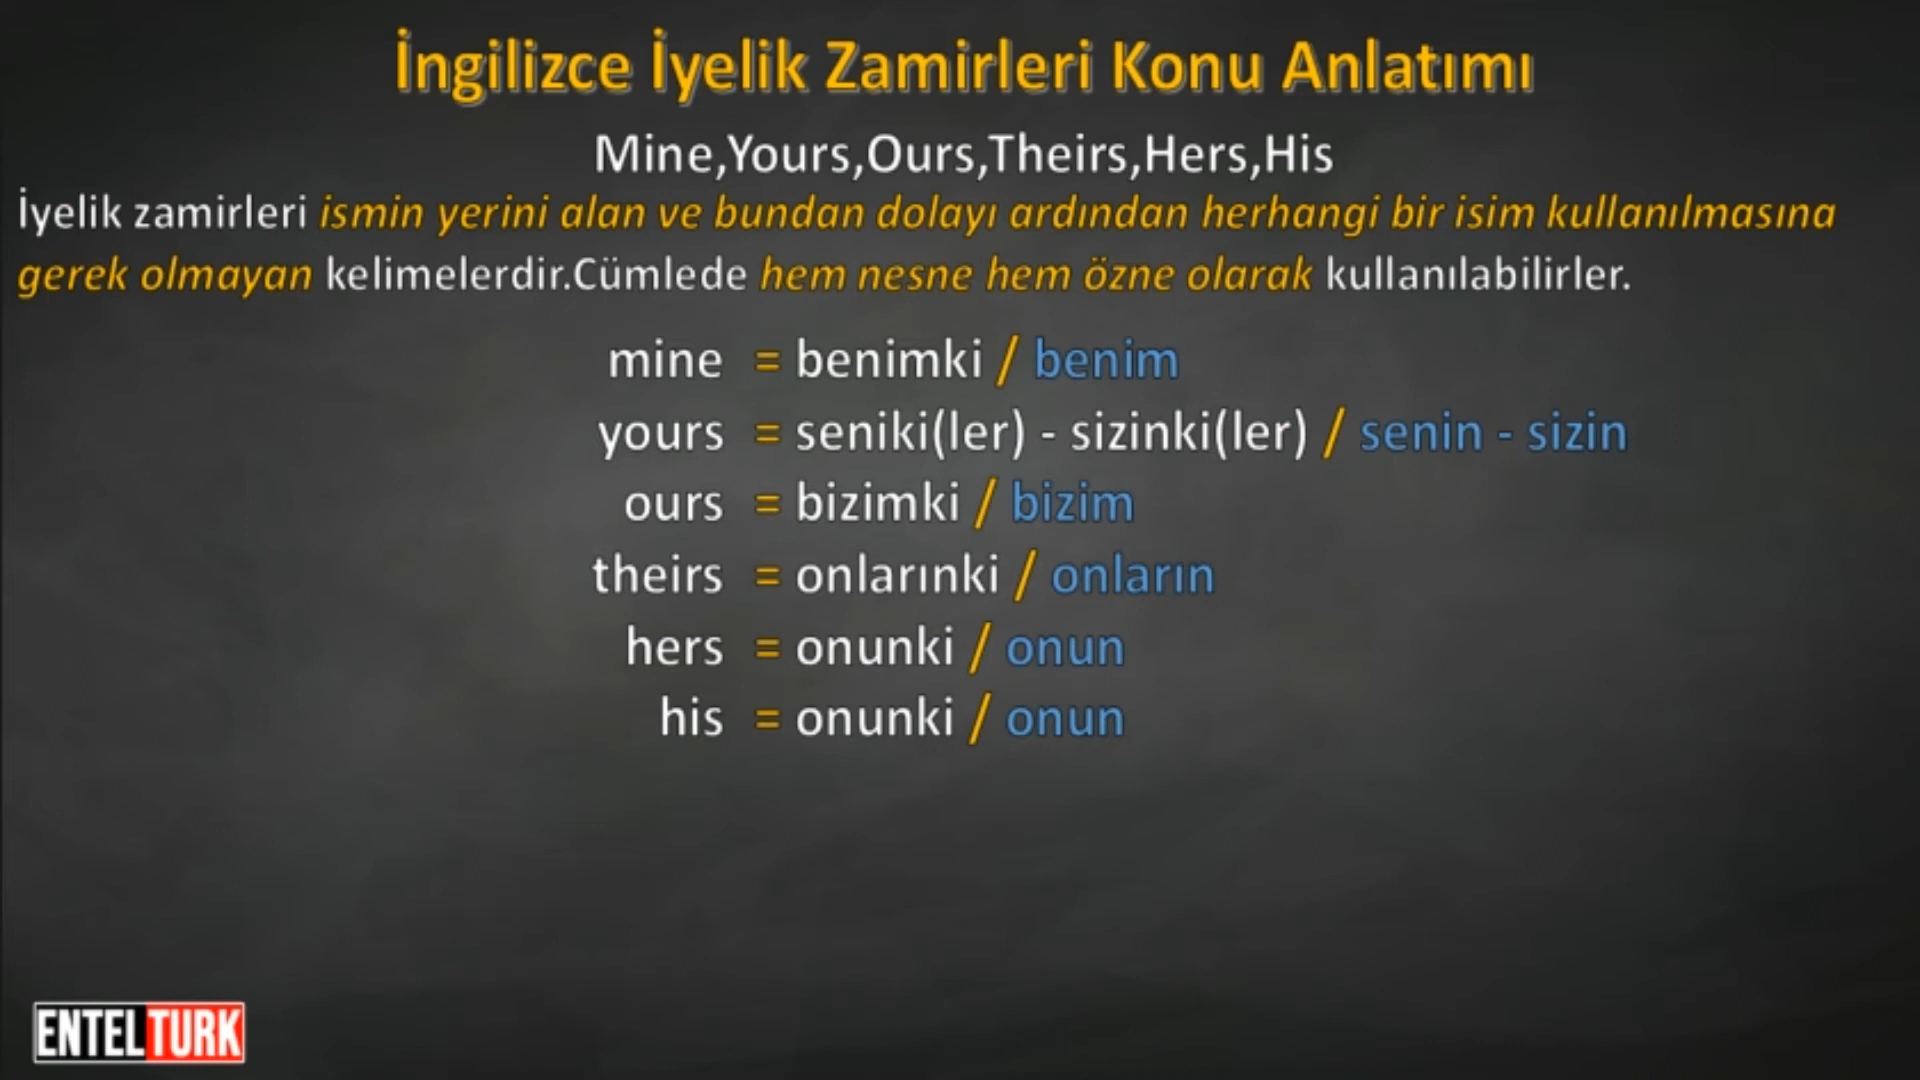 İngilizce İyelik Zamirleri Konu Anlatımı
Mine,Yours,Ours,Theirs,Hers,His
İyelik zamirleri ismin yerini alan ve bundan dolayı ardından herhangi bir isim kullanılmasına
gerek olmayan kelimelerdir.Cümlede hem nesne hem özne olarak kullanılabilirler.
mine = benimki / benim
yours = seniki(ler) - sizinki(ler) / senin - sizin
ours = bizimki / bizim
theirs = onlarınki / onların
hers = onunki / onun
his = onunki / onun
ENTELTURK